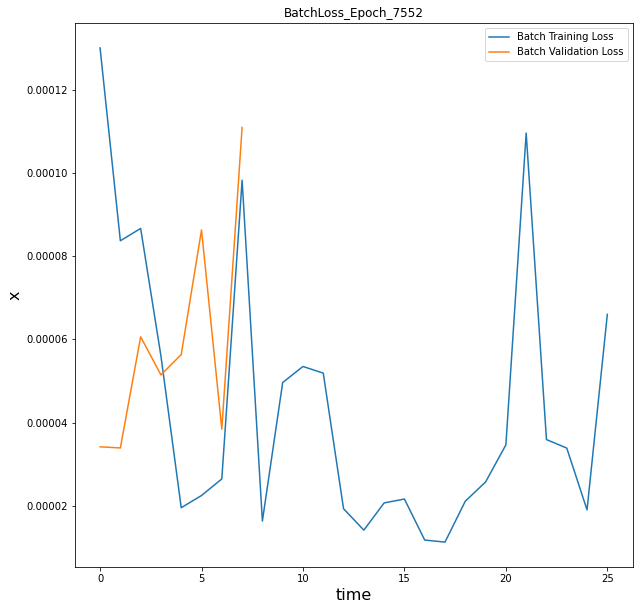 BatchLoss_Epoch_7552
Batch Training Loss
Batch Validation Loss
0.00012
0.00010
0.00008
0.00006
0.00004
0.00002
x
0
5
10
15
20
25
time